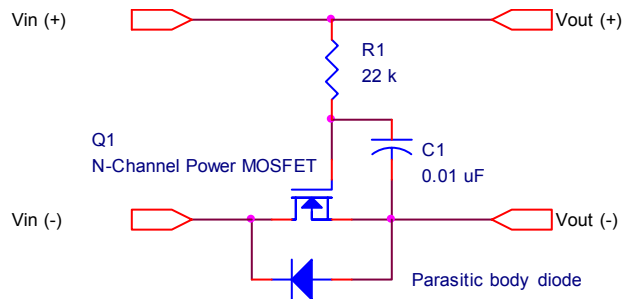 Vin (+)
Vout (+)
R1
22 k
Q1
N-Channel Power MOSFET
C1
0.01 uF
Vin (-)
Vout (-)
Parasitic body diode